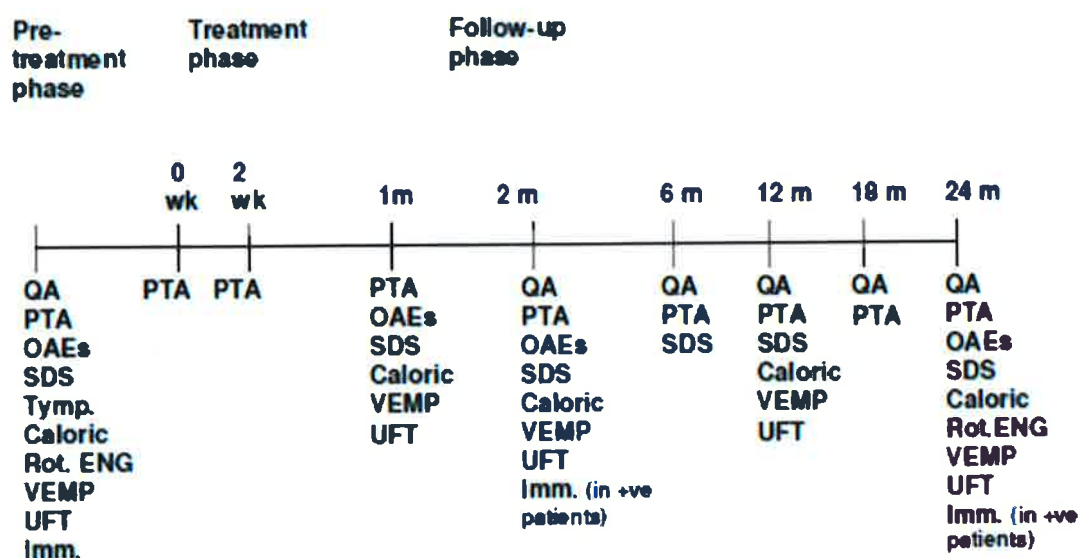 Pre-
treatment
phase
Treatment
phase
Follow-up
phase
0
wk
2
wk
1m
2 m
6 m
12 m
18 m
24 m
QA
PTA
OAEs
SDS
Tymp.
Caloric
Rot. ENG
VEMP
UFT
Imm.
PTA
PTA
PTA
OAEs
SDS
Caloric
VEMP
UFT
QA
PTA
OAEs
SDS
Caloric
VEMP
UFT
Imm. (in +ve
patients)
QA
PTA
SDS
QA
PTA
SDS
Caloric
VEMP
UFT
QA
PTA
QA
PTA
OAEs
SDS
Caloric
Rot.ENG
VEMP
UFT
Imm. (in +ve
patients)